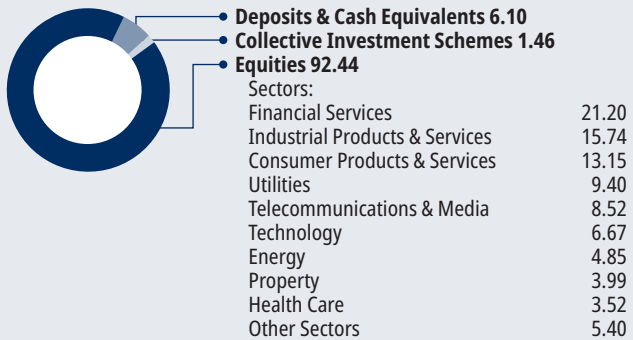 Deposits & Cash Equivalents 6.10
Collective Investment Schemes 1.46
Equities 92.44
Sectors:
Financial Services 21.20
Industrial Products & Services 15.74
Consumer Products & Services 13.15
Utilities 9.40
Telecommunications & Media 8.52
Technology 6.67
Energy 4.85
Property 3.99
Health Care 3.52
Other Sectors 5.40